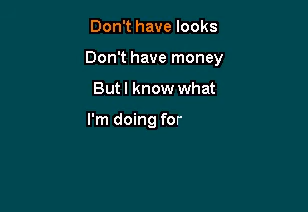 Don't have looks
Don't have money
But I know what
I'm doing for